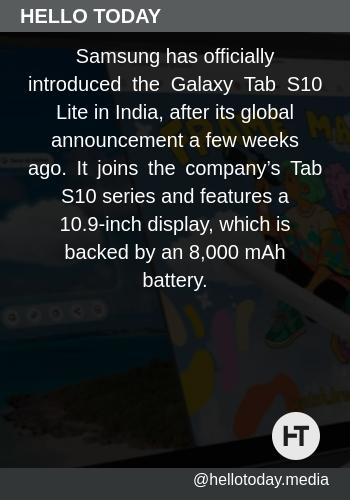 HELLO TODAY
Samsung has officially
introduced the Galaxy Tab S10
Lite in India, after its global
announcement a few weeks
ago. It joins the company’s Tab
S10 series and features a
10.9-inch display, which is
backed by an 8,000 mAh
battery.
HT
@hellotoday.media